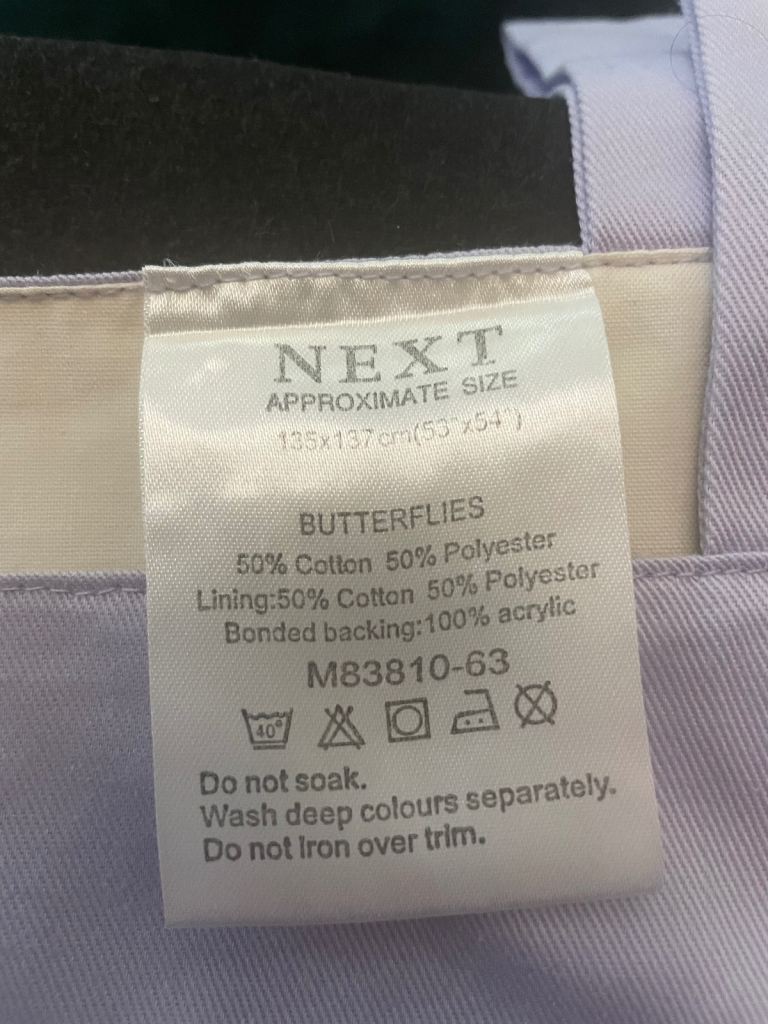 NEXT
APPROXIMATE SIZE
135x137cm(53"x54")
BUTTERFLIES
50% Cotton 50% Polyester
Lining:50% Cotton 50% Polyester
Bonded backing:100% acrylic
M83810-63
40°
Do not soak.
Wash deep colours separately.
Do not iron over trim.